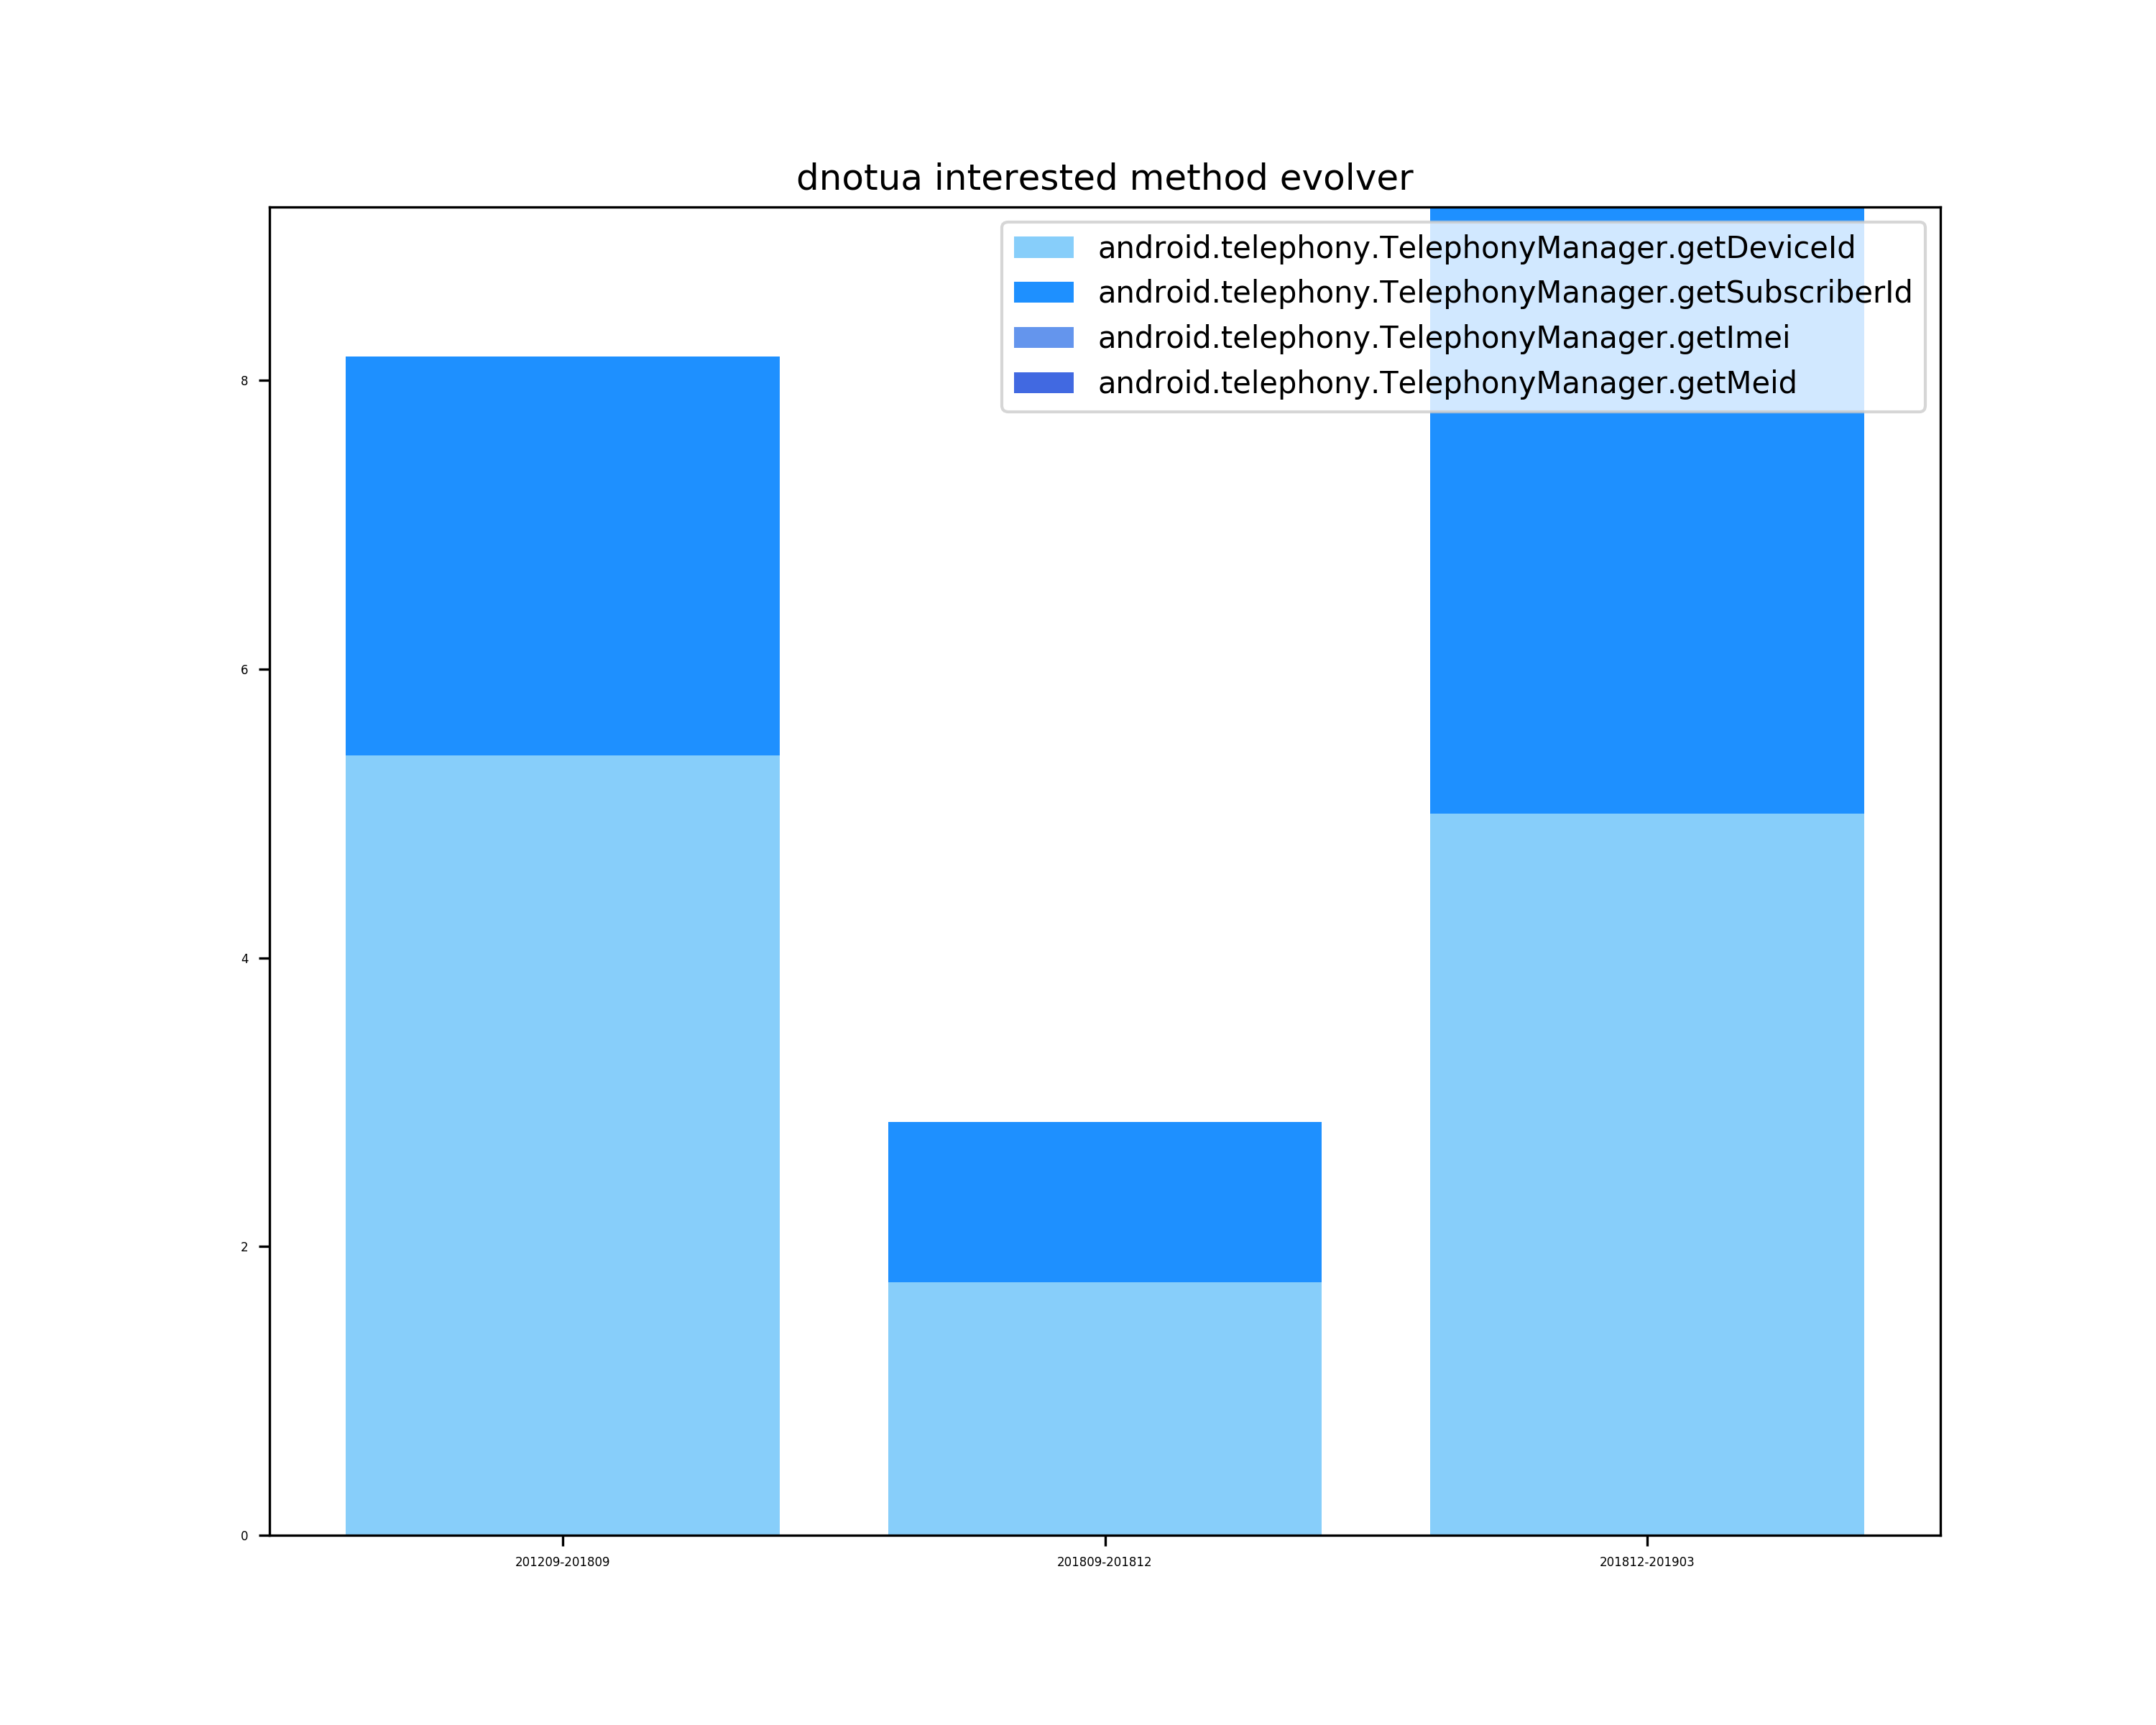 dnotua interested method evolver
android.telephony.TelephonyManager.getDeviceId
android.telephony.TelephonyManager.getSubscriberId
android.telephony.TelephonyManager.getImei
android.telephony.TelephonyManager.getMeid
8
6
4
2
0
201209-201809
201809-201812
201812-201903